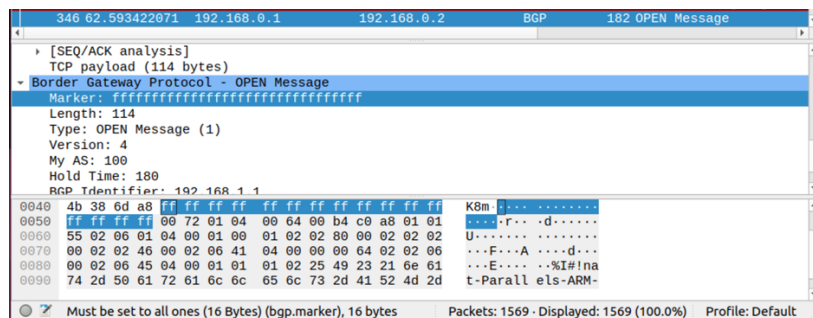 346 62.593422071 192.168.0.1 192.168.0.2 BGP 182 OPEN Message
[SEQ/ACK analysis]
TCP payload (114 bytes)
Border Gateway Protocol - OPEN Message
Marker: ffffffffffffffffffffffffffffffff
Length: 114
Type: OPEN Message (1)
Version: 4
My AS: 100
Hold Time: 180
BGP Identifier: 192.168.1.1
0040 4b 38 6d a8 ff ff ff ff ff ff ff ff ff ff ff ff K8m·············
0050 ff ff ff ff 00 72 01 04 00 64 00 b4 c0 a8 01 01 ·····r···d······
0060 55 02 06 01 04 00 01 00 01 02 02 80 00 02 02 02 U···············
0070 00 02 02 46 00 02 06 41 04 00 00 00 64 02 02 06 ···F···A····d···
0080 00 02 06 45 04 00 01 01 01 02 25 49 23 21 6e 61 ···E······%I#!na
0090 74 2d 50 61 72 61 6c 6c 65 6c 73 2d 41 52 4d 2d t-Parallels-ARM-
Must be set to all ones (16 Bytes) (bgp.marker), 16 bytes Packets: 1569 · Displayed: 1569 (100.0%) Profile: Default